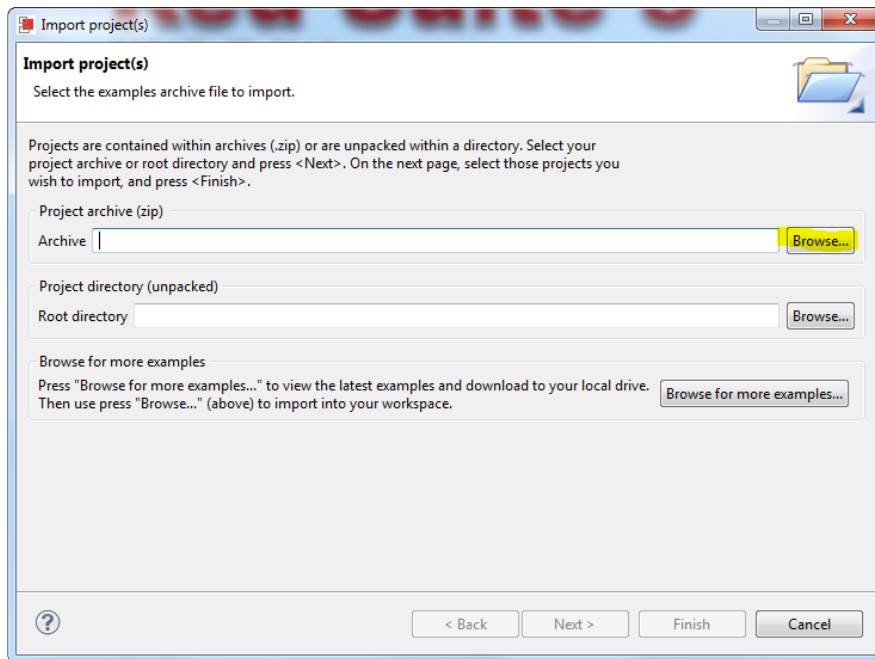 Red Suite 5
Import project(s)
Import project(s)
Select the examples archive file to import.
Projects are contained within archives (.zip) or are unpacked within a directory. Select your
project archive or root directory and press <Next>. On the next page, select those projects you
wish to import, and press <Finish>.
Project archive (zip)
Archive Browse...
Project directory (unpacked)
Root directory Browse...
Browse for more examples
Press "Browse for more examples..." to view the latest examples and download to your local drive.
Then use press "Browse..." (above) to import into your workspace.
Browse for more examples...
? < Back Next > Finish Cancel